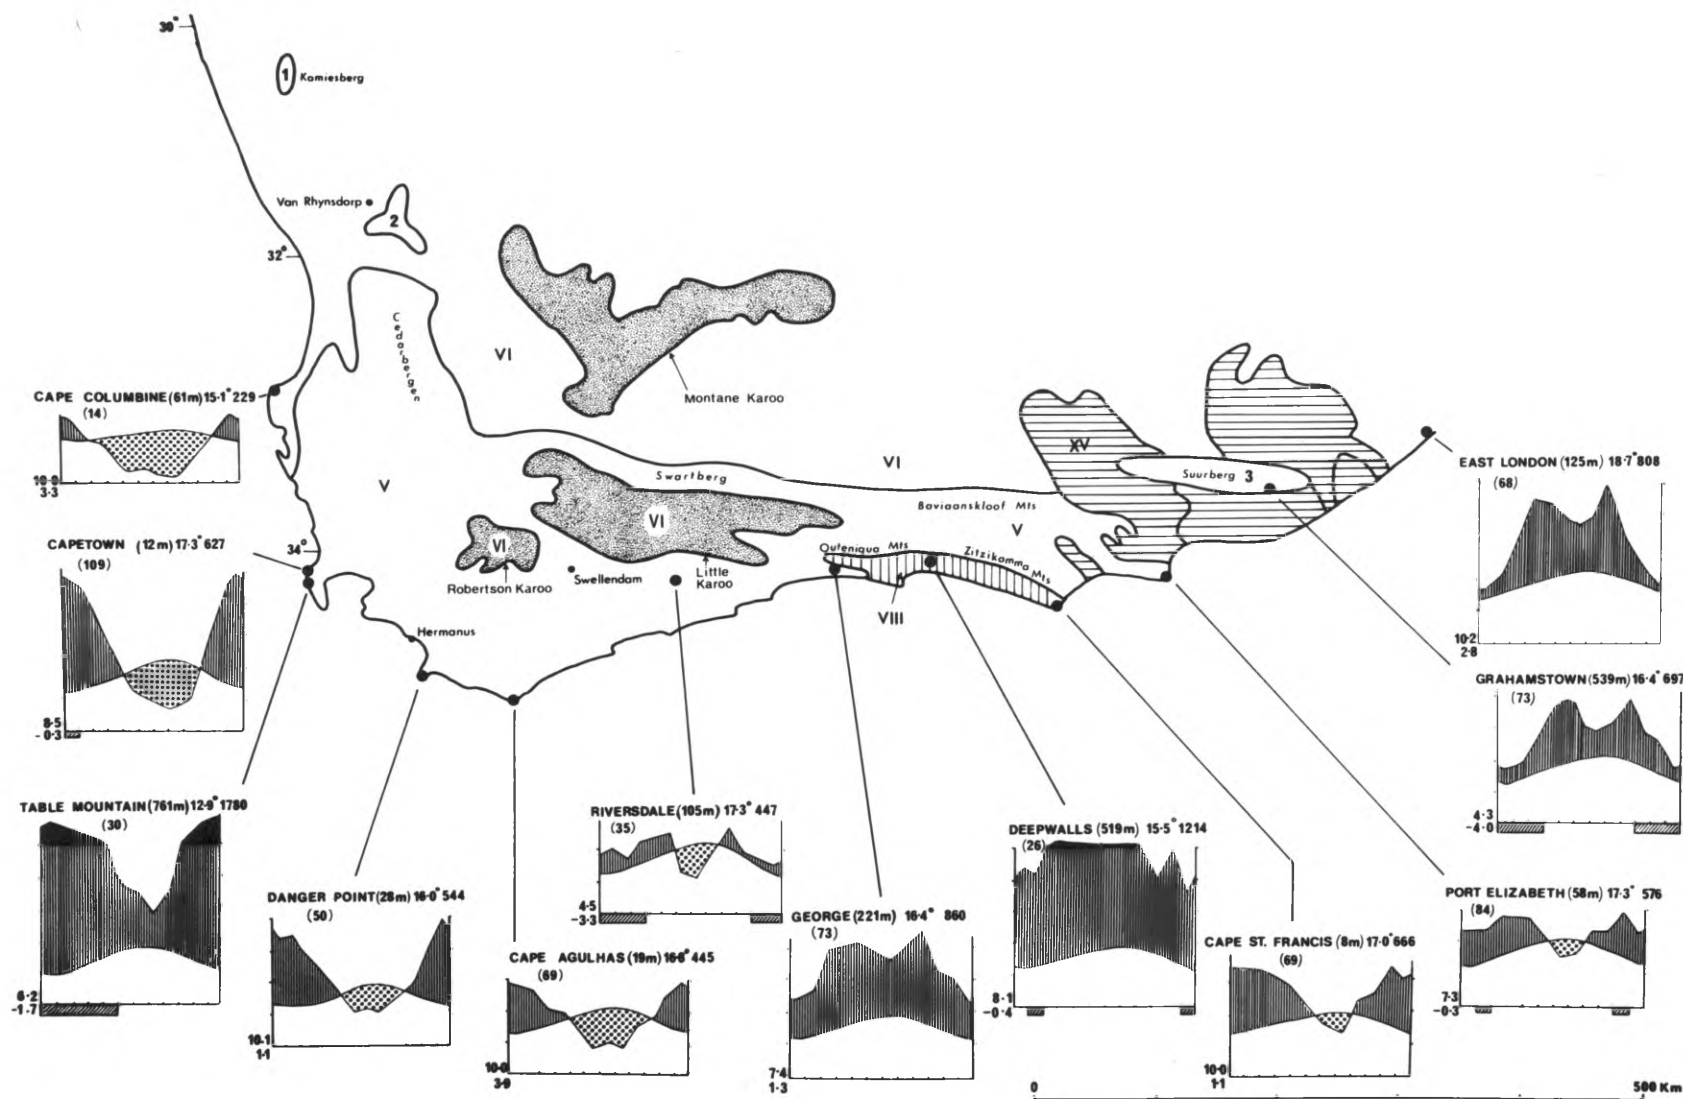 30°
1 Kamiesberg
Van Rhynsdorp
2
32°
Cedarbergen
VI
Montane Karoo
CAPE COLUMBINE (61m) 15·1° 229
(14)
3·3
V
Swartberg
VI
XV
Suurberg 3
Baviaanskloof Mts
V
VI
VI
Robertson Karoo
Swellendam
Little
Karoo
Outeniqua Mts
Zitzikamma Mts
VIII
34°
Hermanus
CAPETOWN (12m) 17·3° 627
(109)
8·5
-0·3
EAST LONDON (125m) 18·7° 808
(68)
10·2
2·8
GRAHAMSTOWN (539m) 16·4° 697
(73)
4·3
-4·0
TABLE MOUNTAIN (761m) 12·9° 1780
(30)
6·2
-1·7
DANGER POINT (28m) 16·0° 544
(50)
10·1
1·1
CAPE AGULHAS (19m) 445
(69)
10·0
3·9
RIVERSDALE (105m) 17·3° 447
(35)
4·5
-3·3
GEORGE (221m) 16·4° 860
(73)
7·4
1·3
DEEPWALLS (519m) 15·5° 1214
(26)
8·1
-0·4
CAPE ST. FRANCIS (8m) 17·0° 666
(69)
10·0
1·1
PORT ELIZABETH (58m) 17·3° 576
(84)
7·3
-0·3
0 500 Km